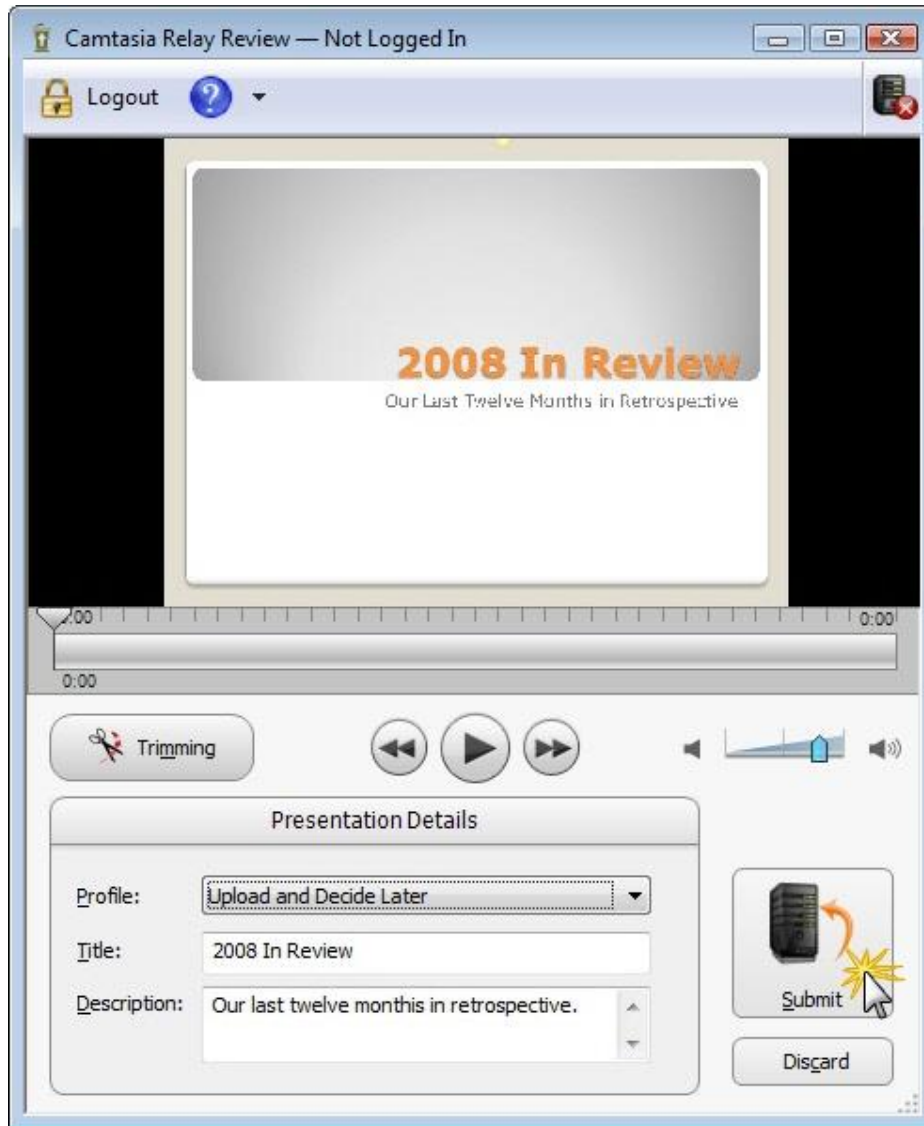 Camtasia Relay Review — Not Logged In
Logout
2008 In Review
Our Last Twelve Months in Retrospective
0:00
0:00
Trimming
Presentation Details
Profile: Upload and Decide Later
Title: 2008 In Review
Description: Our last twelve monthis in retrospective.
Submit
Discard